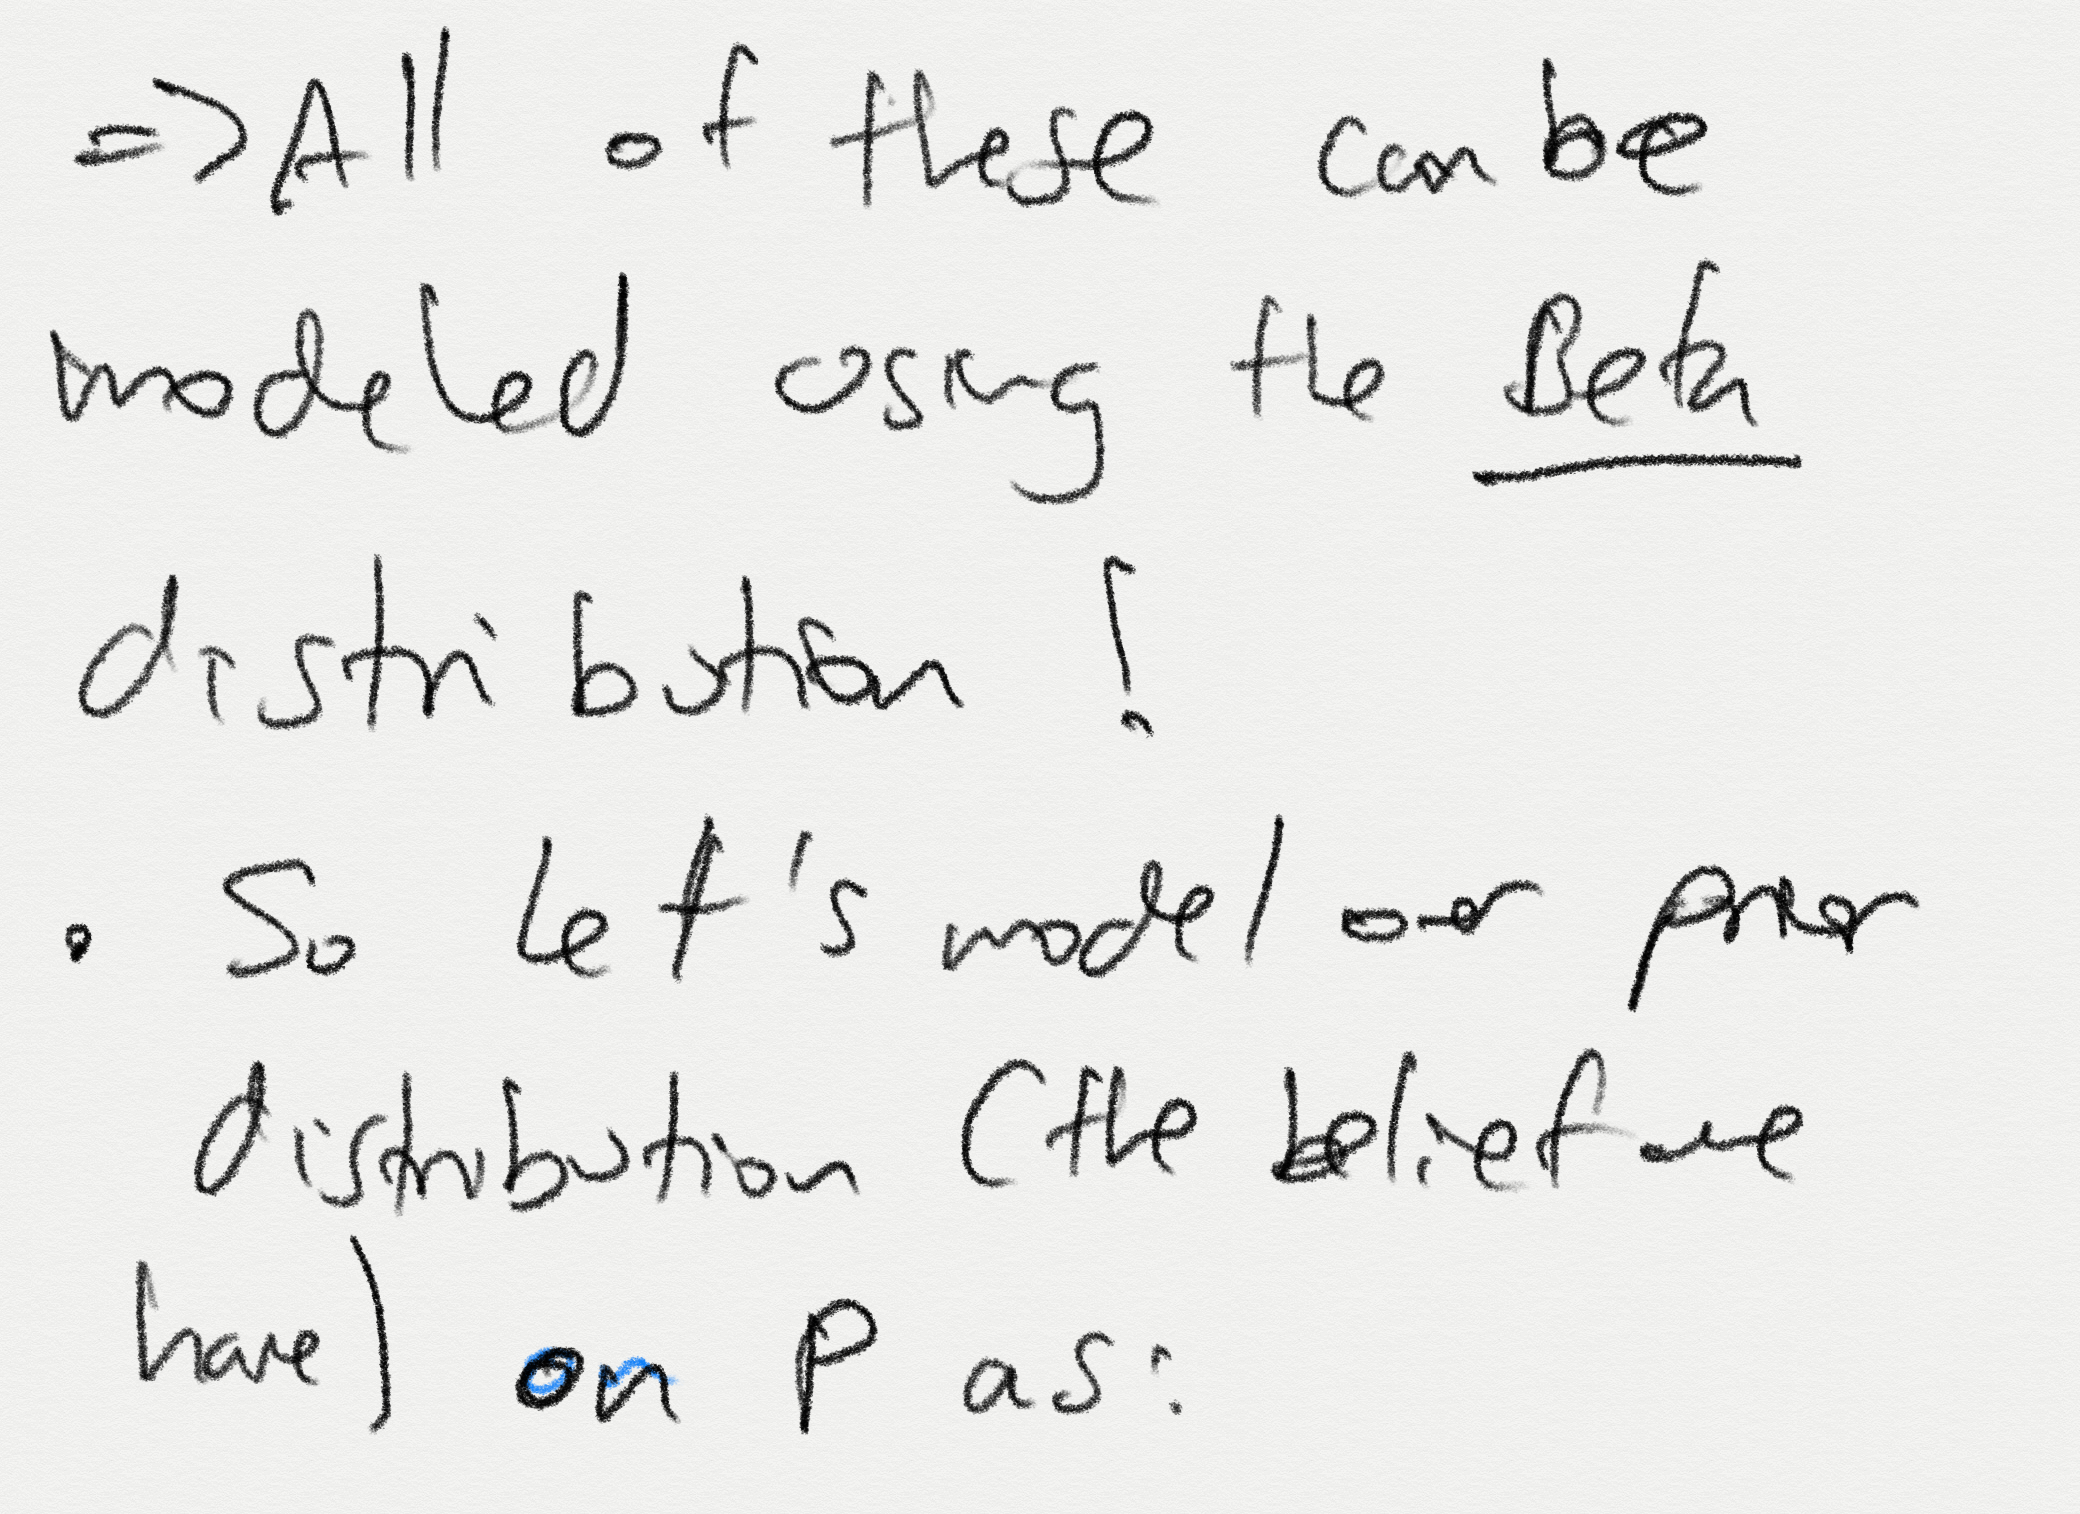 => All of these can be
modeled using the Beta
distribution !
. So let's model our prior
distribution (the belief we
have) on P as: